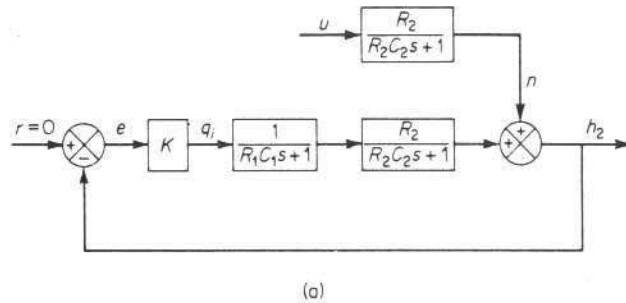 u
R₂
R₂C₂s + 1
+
n
r = 0
+
−
e
K
qᵢ
1
R₁C₁s + 1
R₂
R₂C₂s + 1
+
h₂
(a)